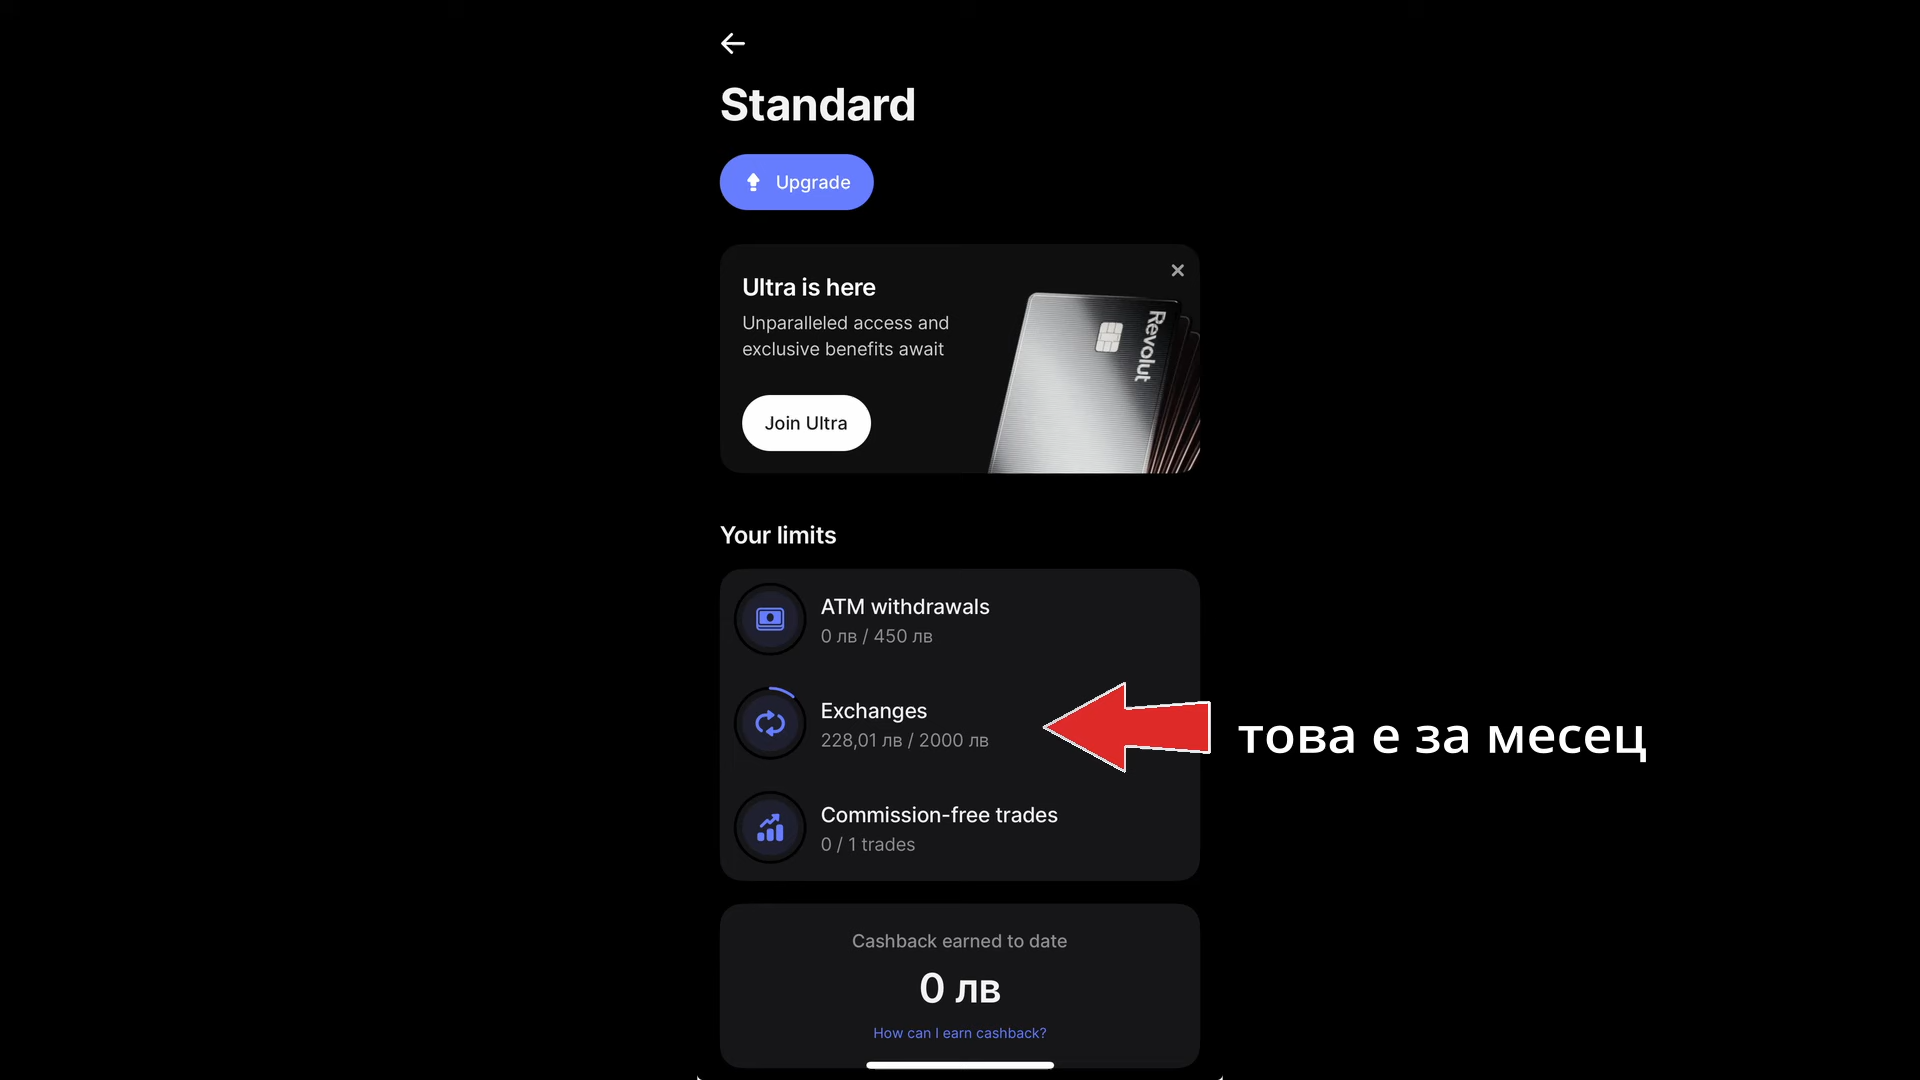 Standard
Upgrade
Ultra is here
Unparalleled access and
exclusive benefits await
Join Ultra
Revolut
Your limits
ATM withdrawals
0 лв / 450 лв
Exchanges
228,01 лв / 2000 лв
това е за месец
Commission-free trades
0 / 1 trades
Cashback earned to date
0 лв
How can I earn cashback?